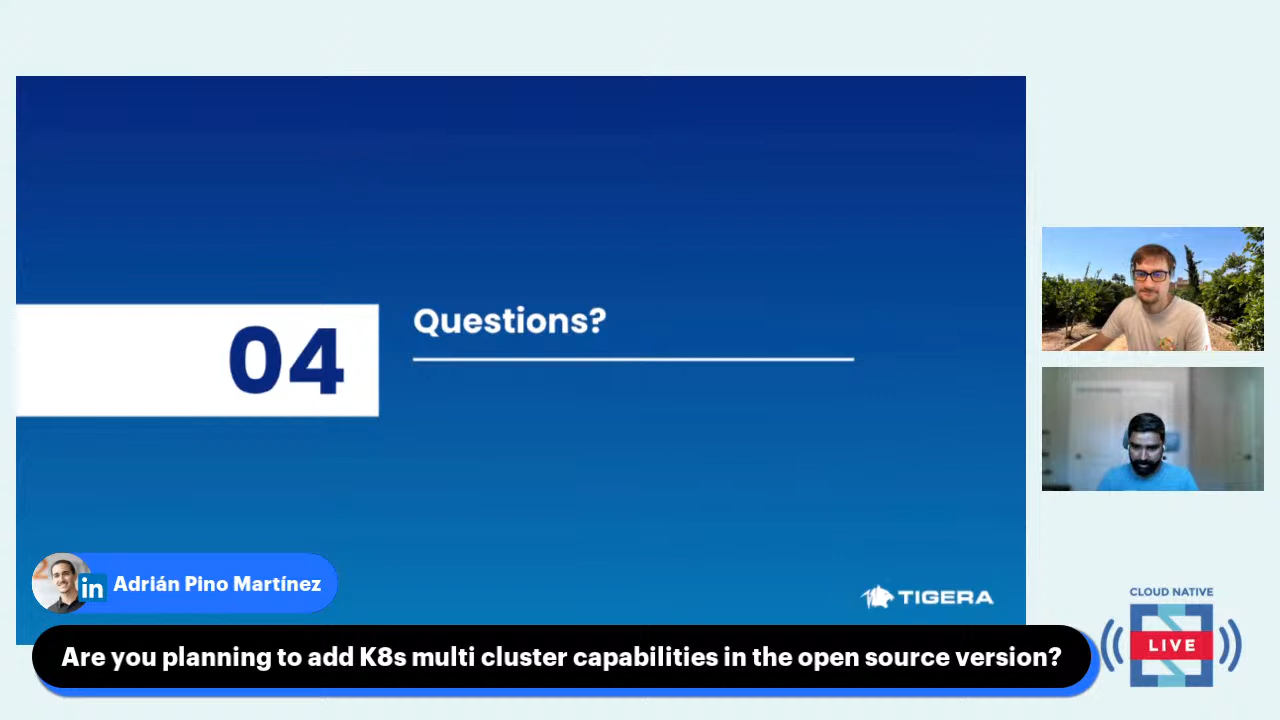 04
Questions?
in
Adrián Pino Martínez
TIGERA
Are you planning to add K8s multi cluster capabilities in the open source version?
CLOUD NATIVE
LIVE